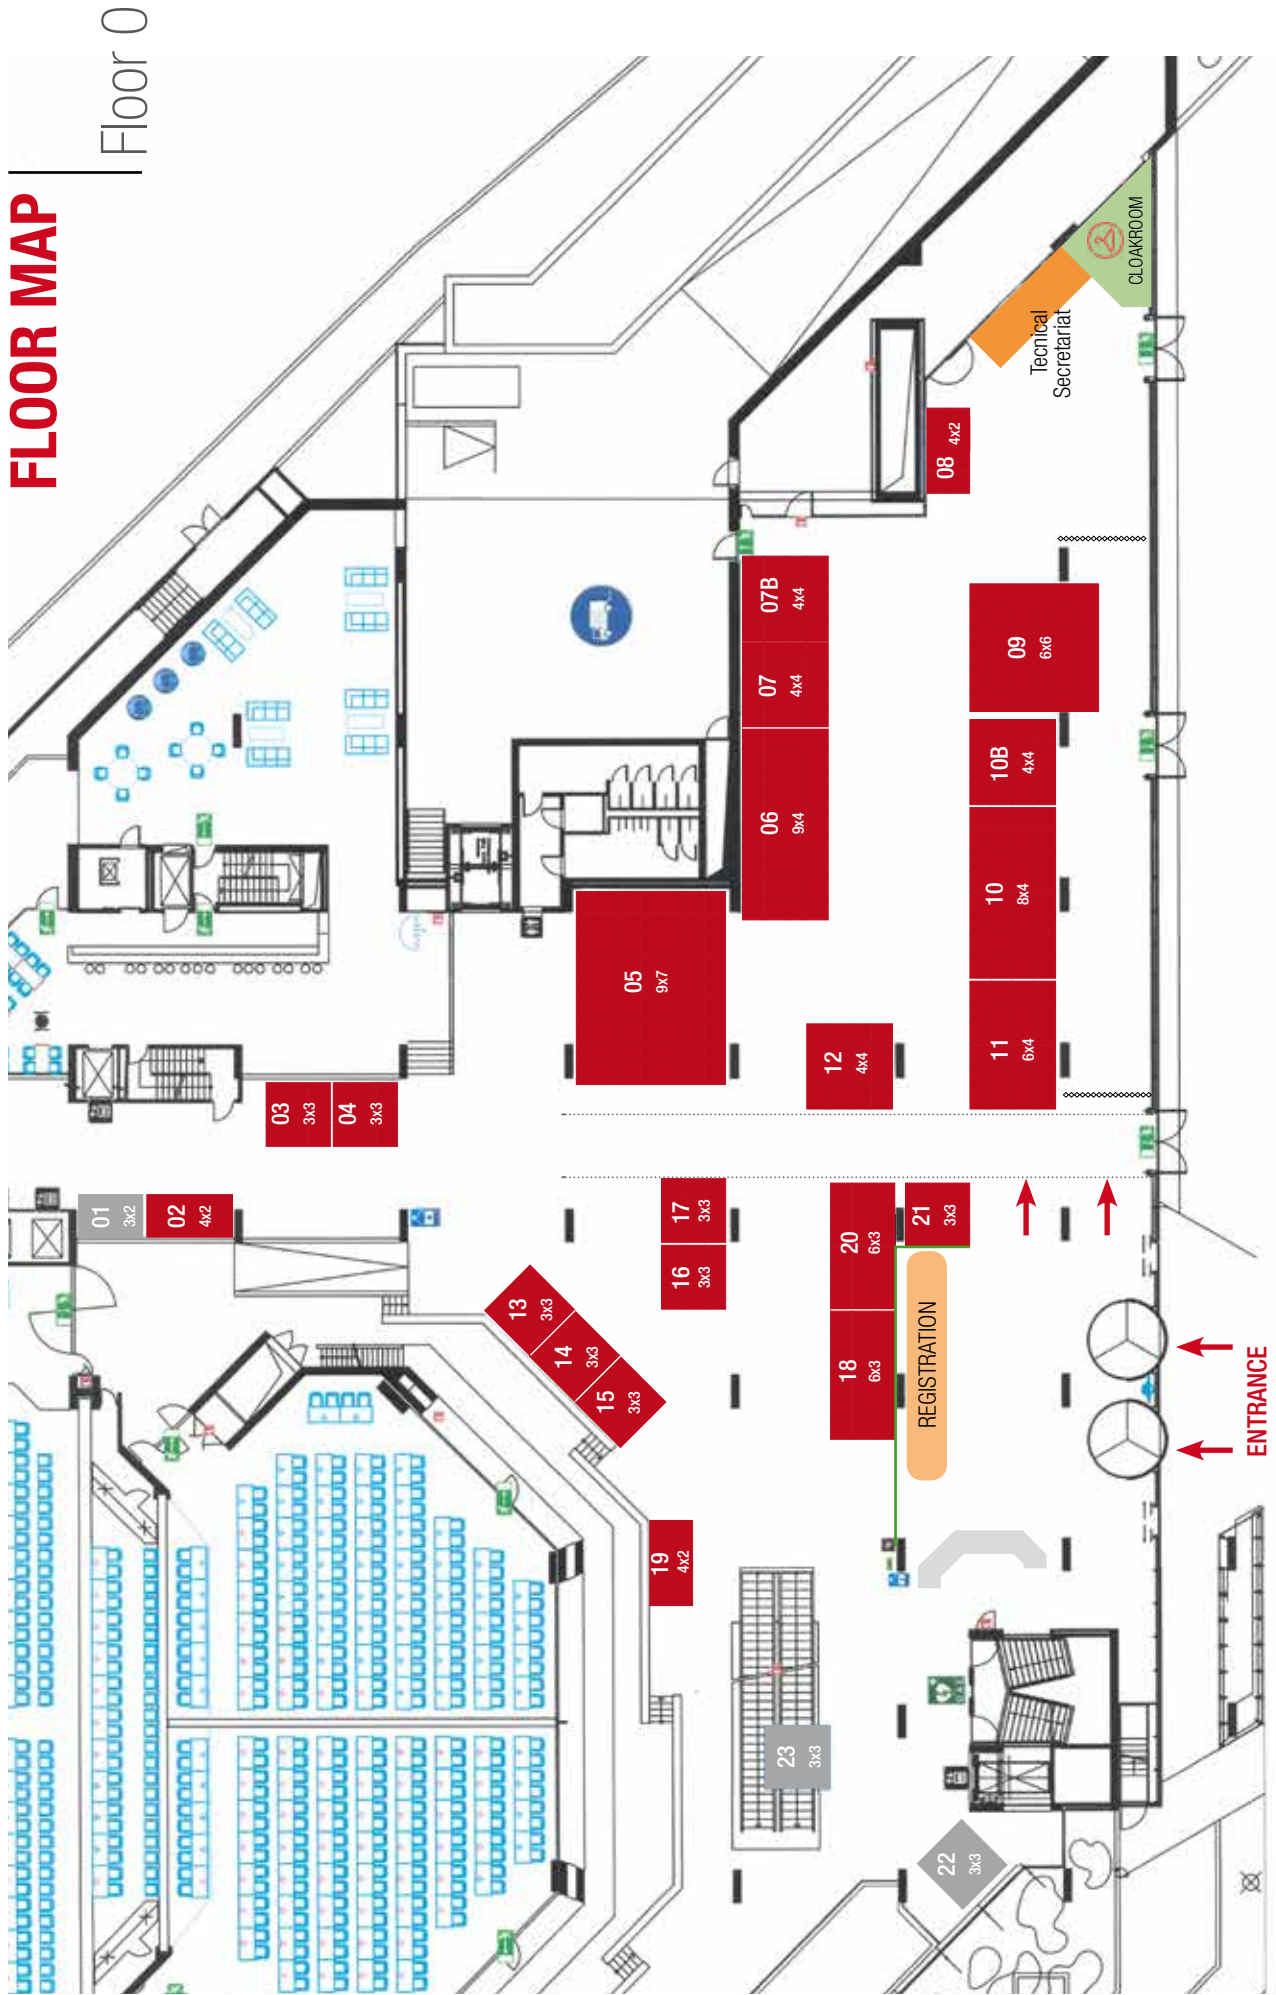 FLOOR MAP
Floor 0
01
3x2
02
4x2
03
3x3
04
3x3
05
9x7
06
9x4
07
4x4
07B
4x4
08
4x2
09
6x6
10B
4x4
10
8x4
11
6x4
12
4x4
13
3x3
14
3x3
15
3x3
16
3x3
17
3x3
18
6x3
19
4x2
20
6x3
21
3x3
22
3x3
23
3x3
REGISTRATION
ENTRANCE
Tecnical
Secretariat
CLOAKROOM